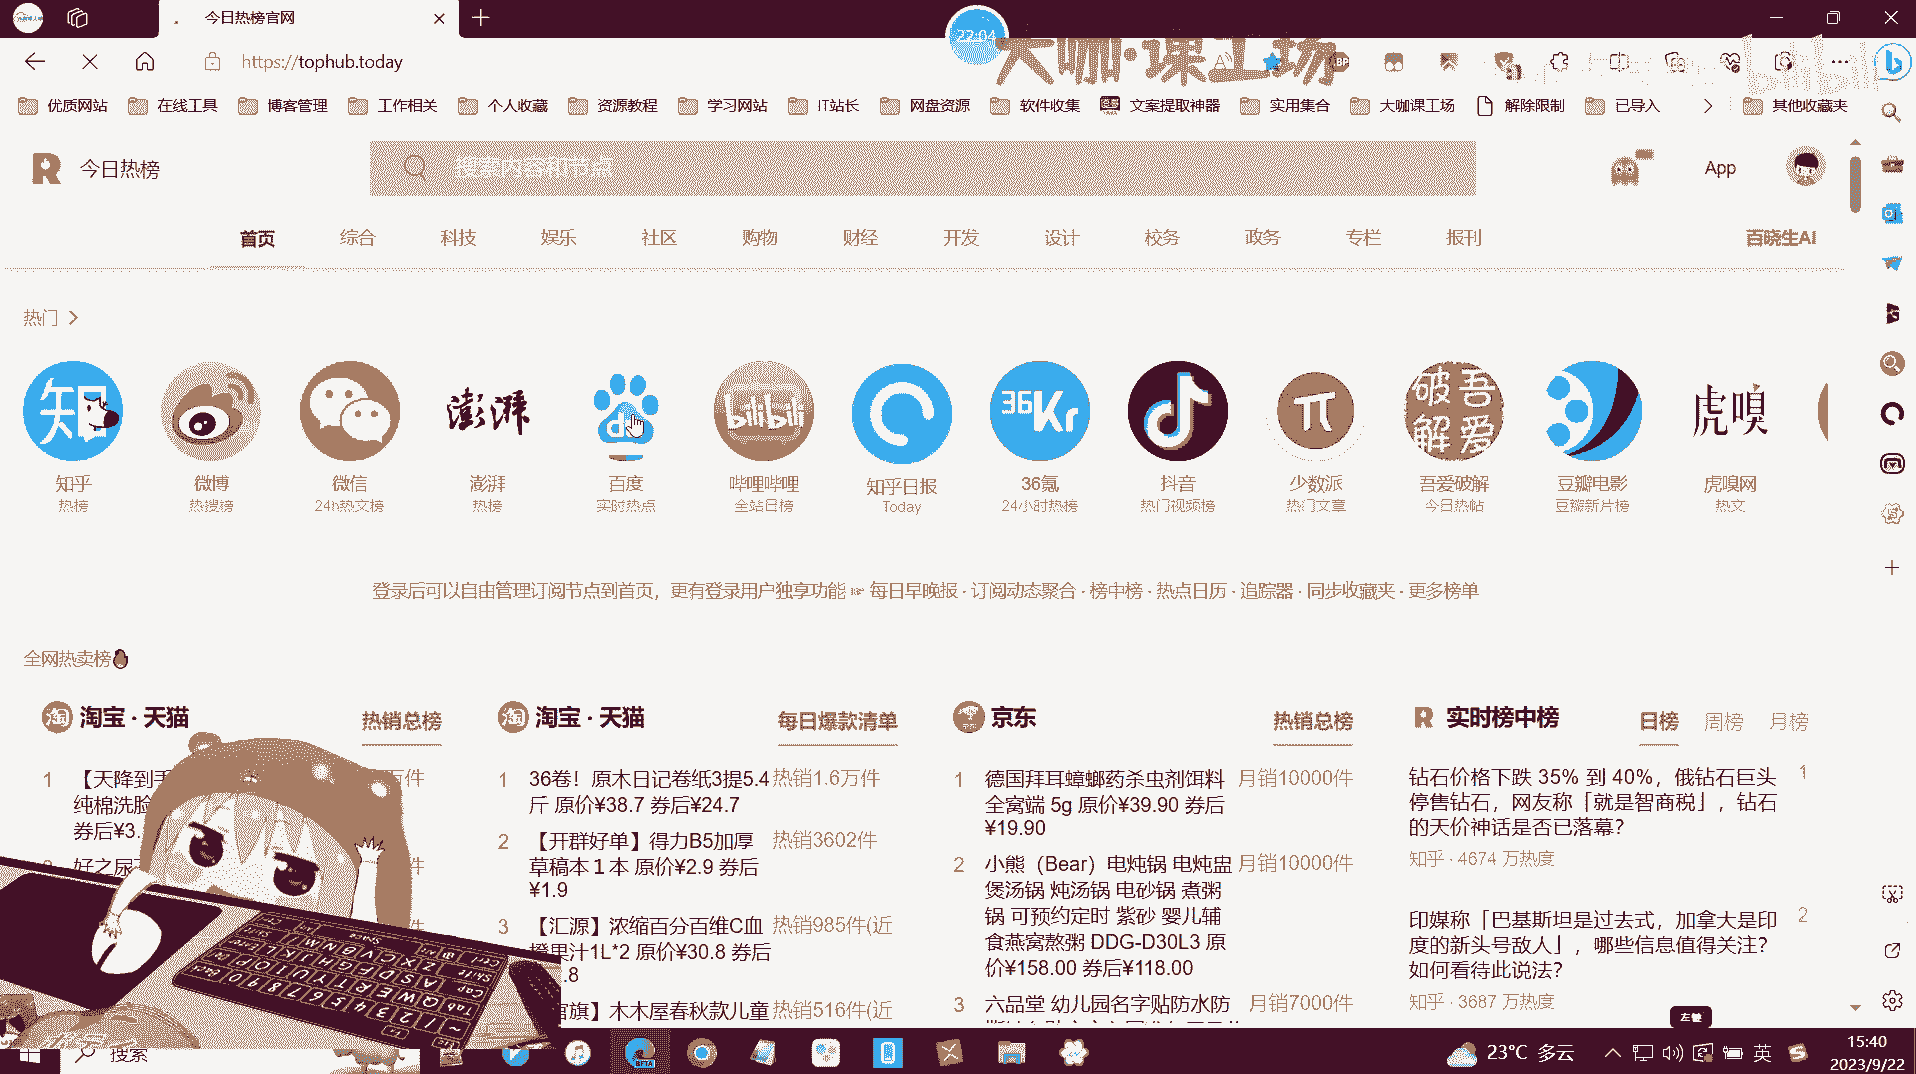 今日热榜官网
22:04
https://tophub.today
大咖·课工场
bilibili
优质网站 在线工具 博客管理 工作相关 个人收藏 资源教程 学习网站 IT站长 网盘资源 软件收集 文案提取神器 实用集合 大咖课工场 解除限制 已导入 其他收藏夹
今日热榜 搜索内容和节点 App
首页 综合 科技 娱乐 社区 购物 财经 开发 设计 校务 政务 专栏 报刊 百晓生AI
热门
知 bilibili 36Kr 吾爱破解
知乎 微博 微信 澎湃 百度 哔哩哔哩 知乎日报 36氪 抖音 少数派 吾爱破解 豆瓣电影 虎嗅网
热榜 热搜榜 24h热文榜 热榜 实时热点 全站日榜 Today 24小时热榜 热门视频榜 热门文章 今日热帖 豆瓣新片榜 热文
登录后可以自由管理订阅节点到首页，更有登录用户独享功能 ☞ 每日早晚报 · 订阅动态聚合 · 榜中榜 · 热点日历 · 追踪器 · 同步收藏夹 · 更多榜单
全网热卖榜
淘宝 · 天猫 热销总榜
1 【天降到手
纯棉洗脸
券后¥3.
淘宝 · 天猫 每日爆款清单
1 36卷！原木日记卷纸3提5.4 热销1.6万件
斤 原价¥38.7 券后¥24.7
2 【开群好单】得力B5加厚 热销3602件
草稿本１本 原价¥2.9 券后
¥1.9
3 【汇源】浓缩百分百维C血 热销985件(近
橙果汁1L*2 原价¥30.8 券后
.8
旗】木木屋春秋款儿童 热销516件(近
京东 热销总榜
1 德国拜耳蟑螂药杀虫剂饵料 月销10000件
全窝端 5g 原价¥39.90 券后
¥19.90
2 小熊（Bear）电炖锅 电炖盅 月销10000件
煲汤锅 炖汤锅 电砂锅 煮粥
锅 可预约定时 紫砂 婴儿辅
食燕窝熬粥 DDG-D30L3 原
价¥158.00 券后¥118.00
3 六品堂 幼儿园名字贴防水防 月销7000件
实时榜中榜 日榜 周榜 月榜
钻石价格下跌 35% 到 40%，俄钻石巨头 1
停售钻石，网友称「就是智商税」，钻石
的天价神话是否已落幕？
知乎 · 4674 万热度
印媒称「巴基斯坦是过去式，加拿大是印 2
度的新头号敌人」，哪些信息值得关注？
如何看待此说法？
知乎 · 3687 万热度
搜索
23°C 多云
英
15:40
2023/9/22